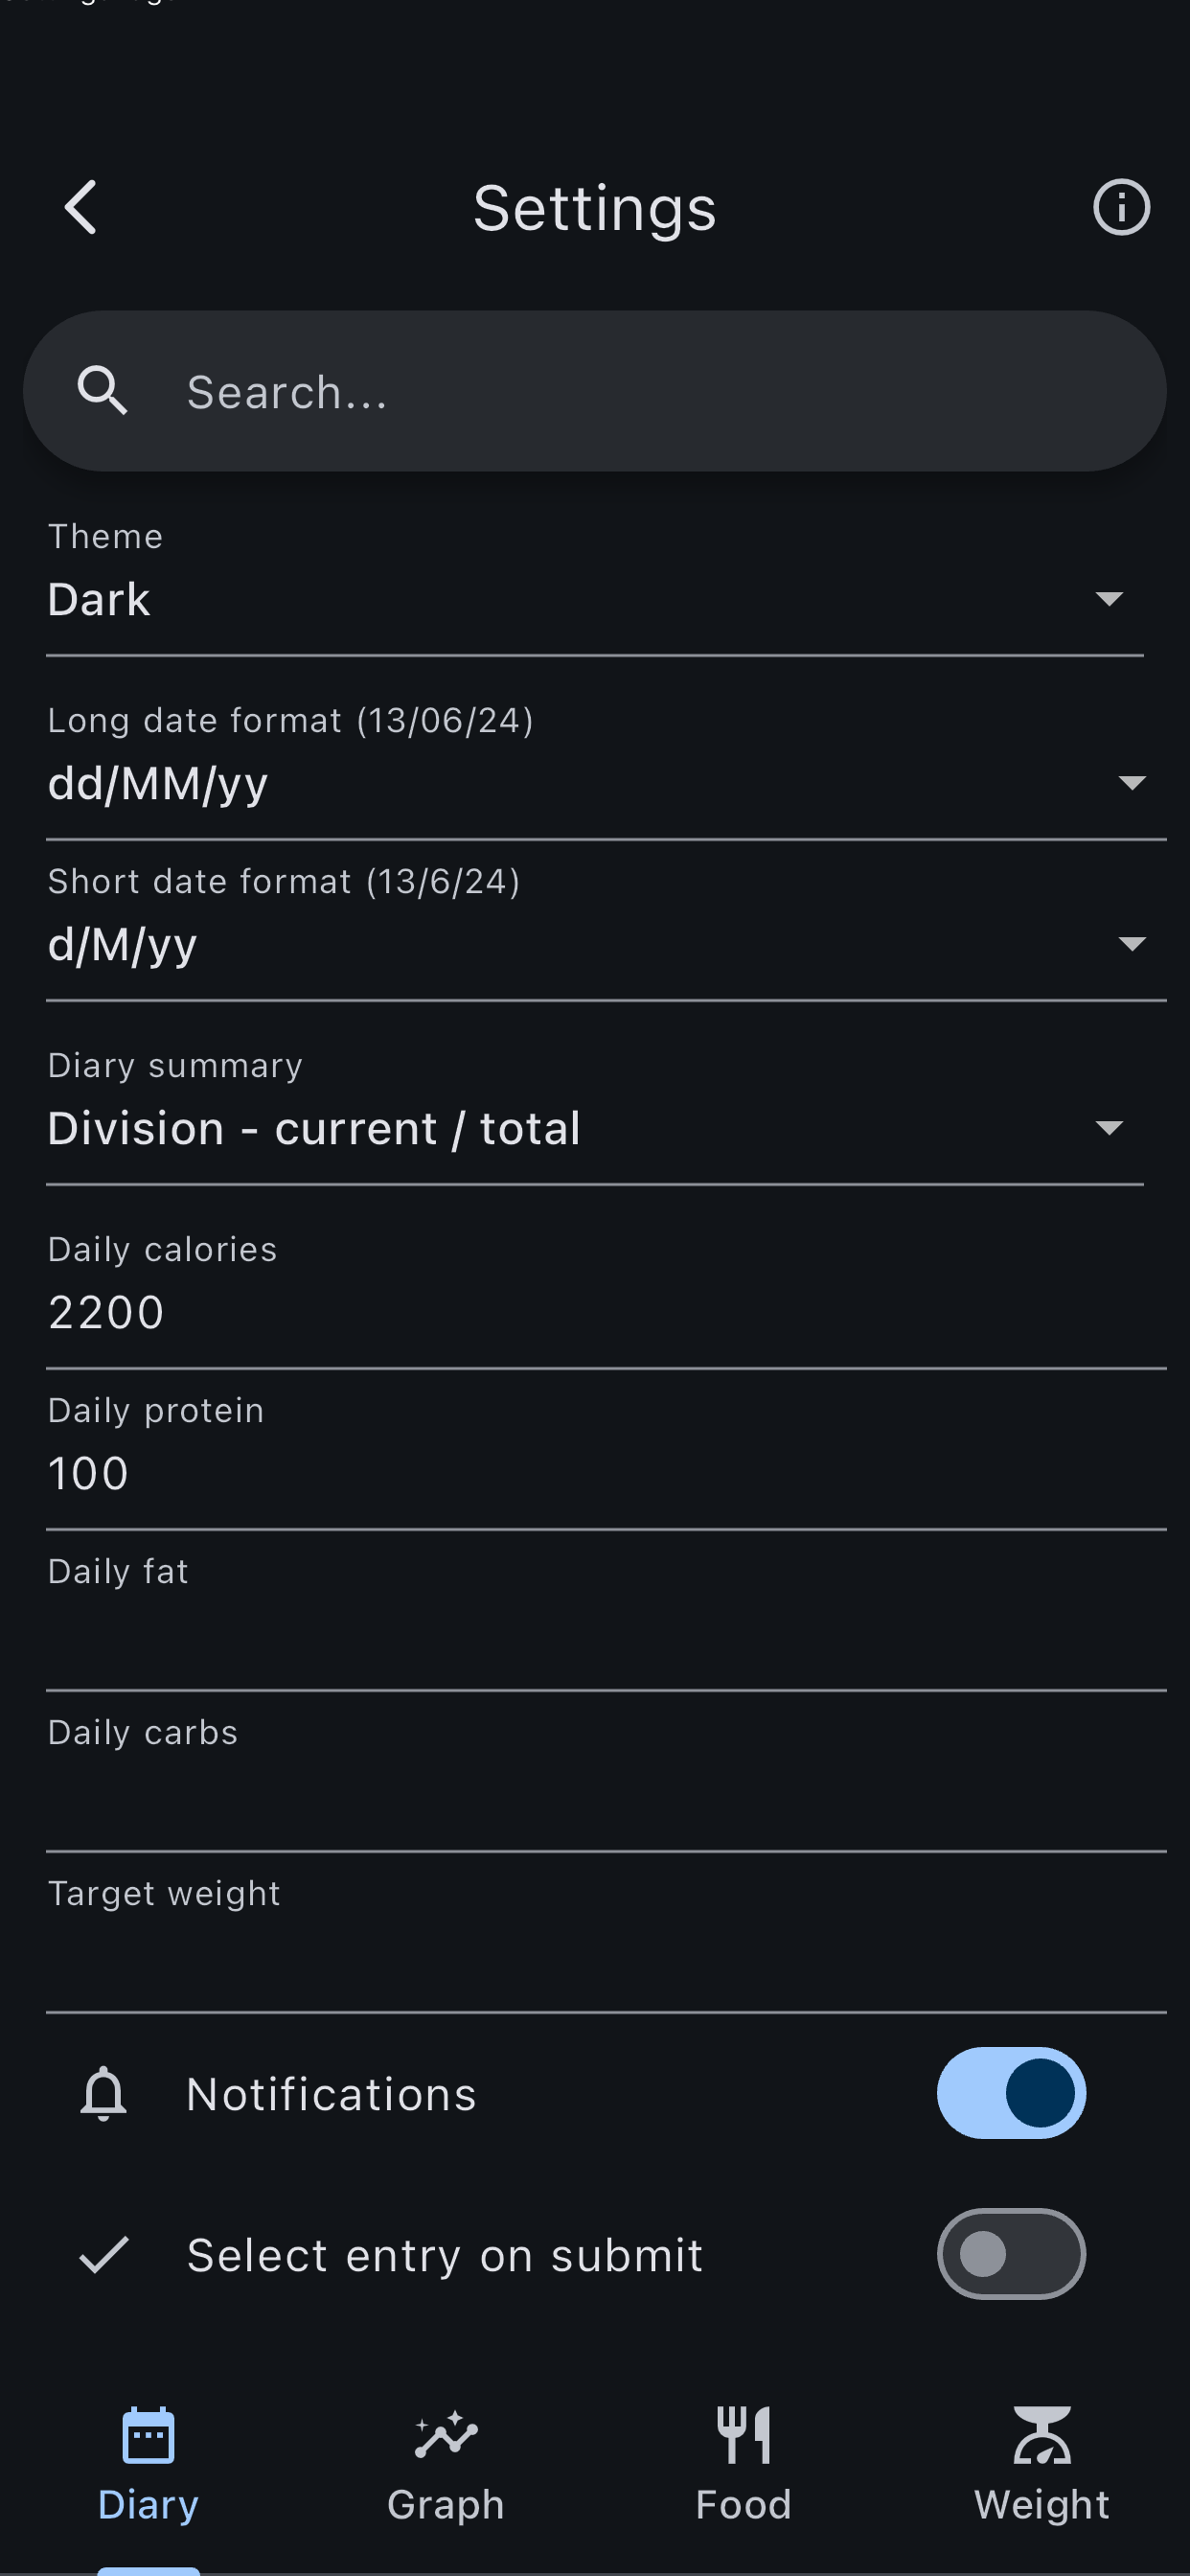 Settings
Search...
Theme
Dark
Long date format (13/06/24)
dd/MM/yy
Short date format (13/6/24)
d/M/yy
Diary summary
Division - current / total
Daily calories
2200
Daily protein
100
Daily fat
Daily carbs
Target weight
Notifications
Select entry on submit
Diary
Graph
Food
Weight